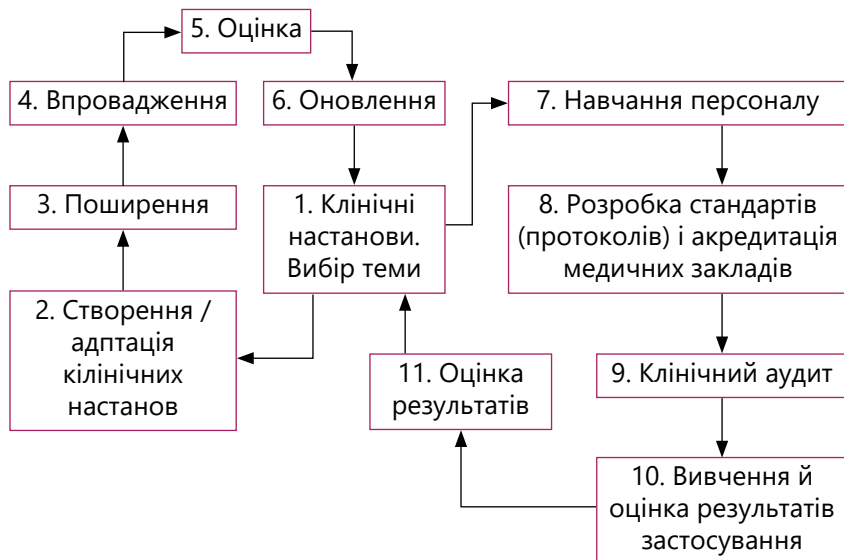 5. Оцінка
4. Впровадження
6. Оновлення
7. Навчання персоналу
3. Поширення
1. Клінічні
настанови.
Вибір теми
8. Розробка стандартів
(протоколів) і акредитація
медичних закладів
2. Створення /
адптація
кілінічних
настанов
11. Оцінка
результатів
9. Клінічний аудит
10. Вивчення й
оцінка результатів
застосування